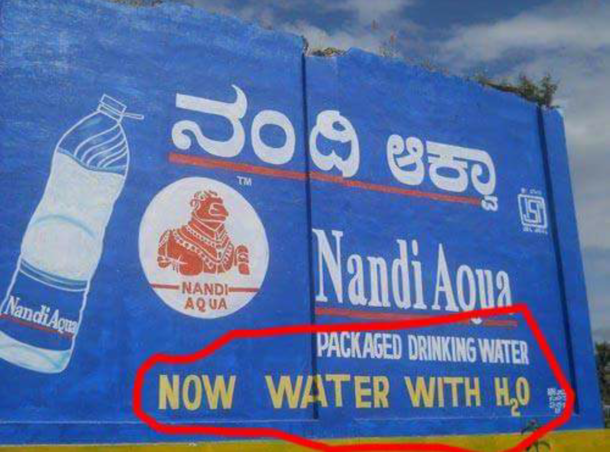 ನಂದಿ ಆಕ್ವಾ
TM
NANDI
AQUA
Nandi Aqua
Nandi Aqua
PACKAGED DRINKING WATER
NOW WATER WITH H₂O